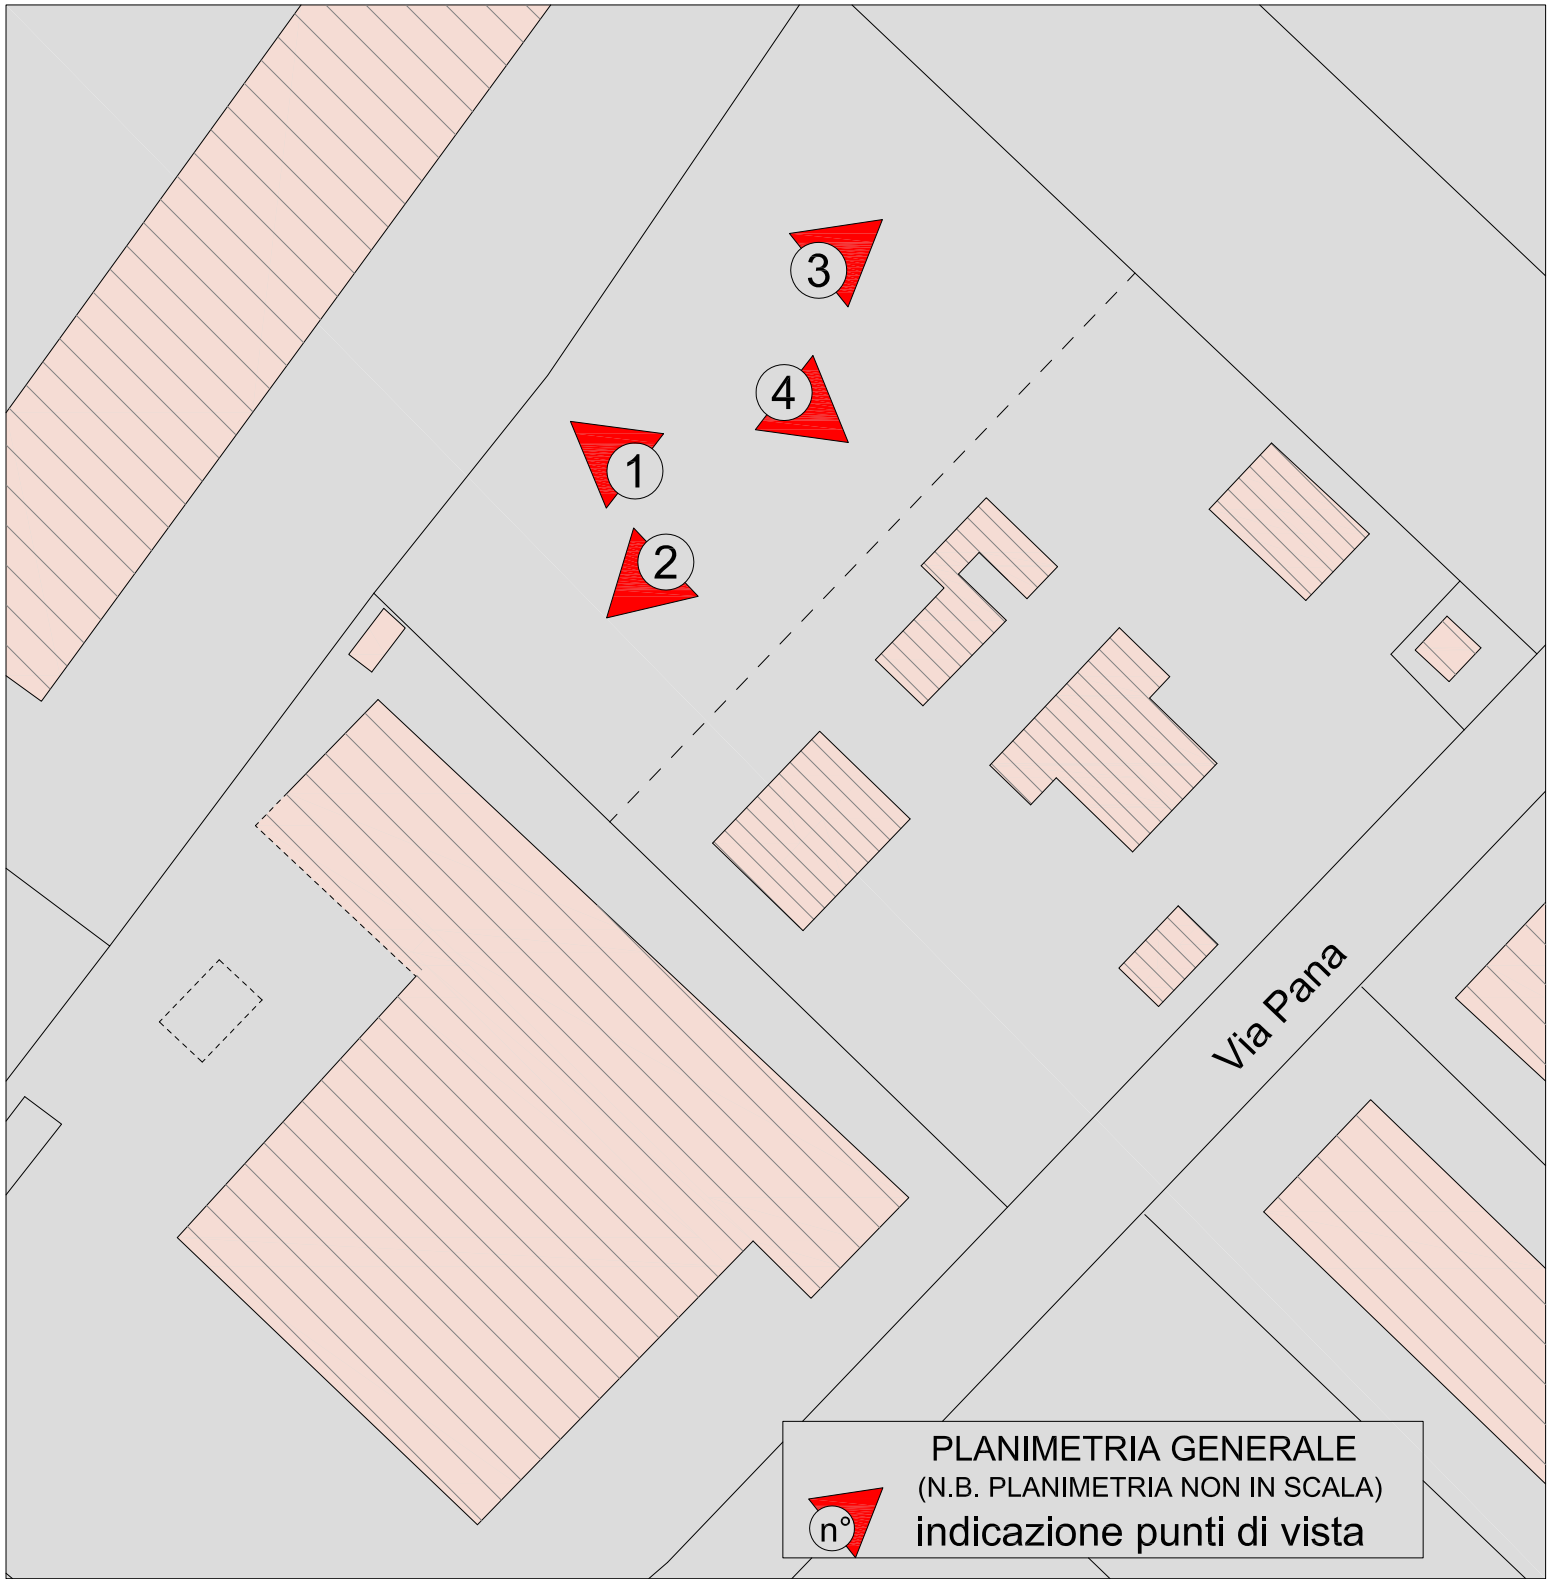 3
4
1
2
Via Pana
PLANIMETRIA GENERALE
(N.B. PLANIMETRIA NON IN SCALA)
n°
indicazione punti di vista